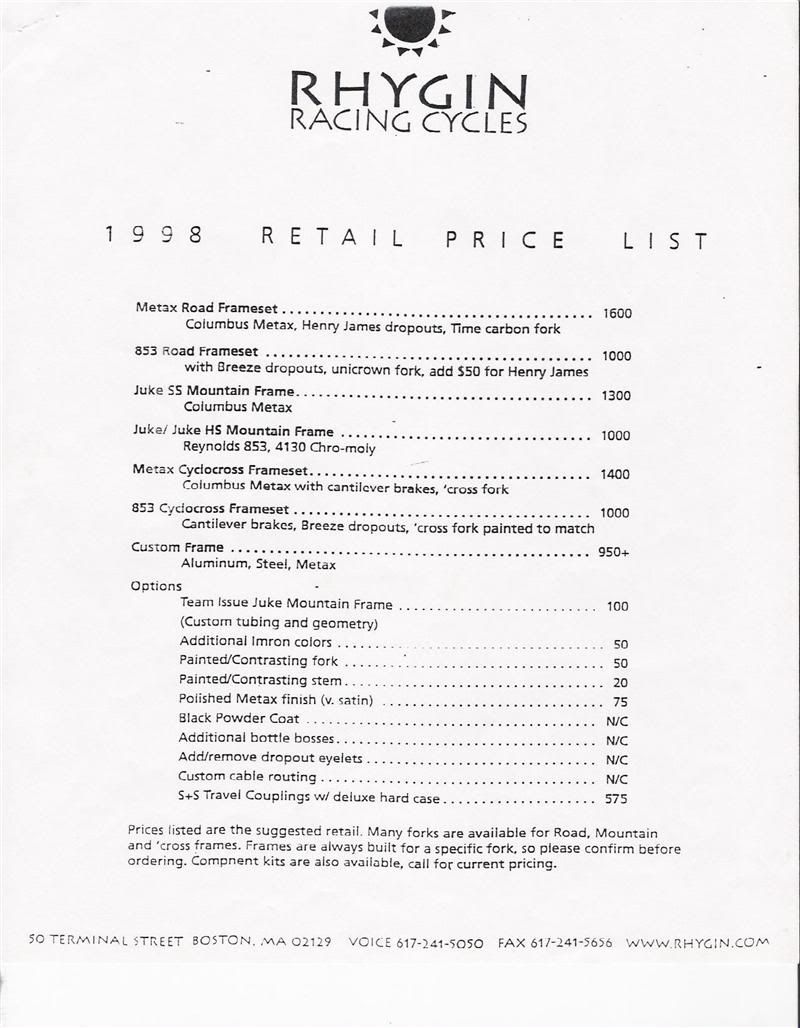 RHYGIN
RACING CYCLES
1998 RETAIL PRICE LIST
Metax Road Frameset ........................................ 1600
Columbus Metax, Henry James dropouts, Time carbon fork
853 Road Frameset ........................................ 1000
with Breeze dropouts, unicrown fork, add $50 for Henry James
Juke SS Mountain Frame........................................ 1300
Columbus Metax
Juke/ Juke HS Mountain Frame ................................ 1000
Reynolds 853, 4130 Chro-moly
Metax Cyclocross Frameset.................................... 1400
Columbus Metax with cantilever brakes, 'cross fork
853 Cyclocross Frameset ...................................... 1000
Cantilever brakes, Breeze dropouts, 'cross fork painted to match
Custom Frame .............................................. 950+
Aluminum, Steel, Metax
Options
Team Issue Juke Mountain Frame .......................... 100
(Custom tubing and geometry)
Additional Imron colors .................................. 50
Painted/Contrasting fork ................................. 50
Painted/Contrasting stem ................................. 20
Polished Metax finish (v. satin) ............................. 75
Black Powder Coat ..................................... N/C
Additional bottle bosses.................................. N/C
Add/remove dropout eyelets ............................... N/C
Custom cable routing .................................... N/C
S+S Travel Couplings w/ deluxe hard case.................... 575
Prices listed are the suggested retail. Many forks are available for Road, Mountain
and 'cross frames. Frames are always built for a specific fork, so please confirm before
ordering. Compnent kits are also available, call for current pricing.
50 TERMINAL STREET BOSTON, MA 02129 VOICE 617-241-5050 FAX 617-241-5656 WWW.RHYGIN.COM